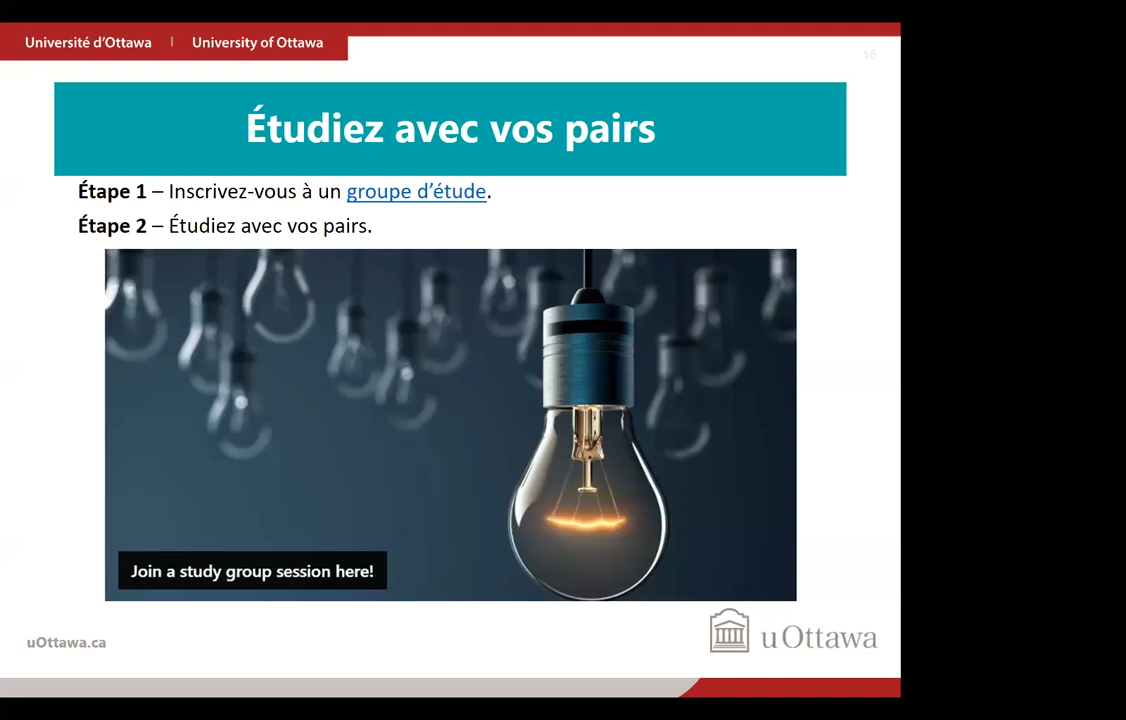 Université d'Ottawa | University of Ottawa
16
Étudiez avec vos pairs
Étape 1 – Inscrivez-vous à un groupe d'étude.
Étape 2 – Étudiez avec vos pairs.
Join a study group session here!
uOttawa.ca
uOttawa